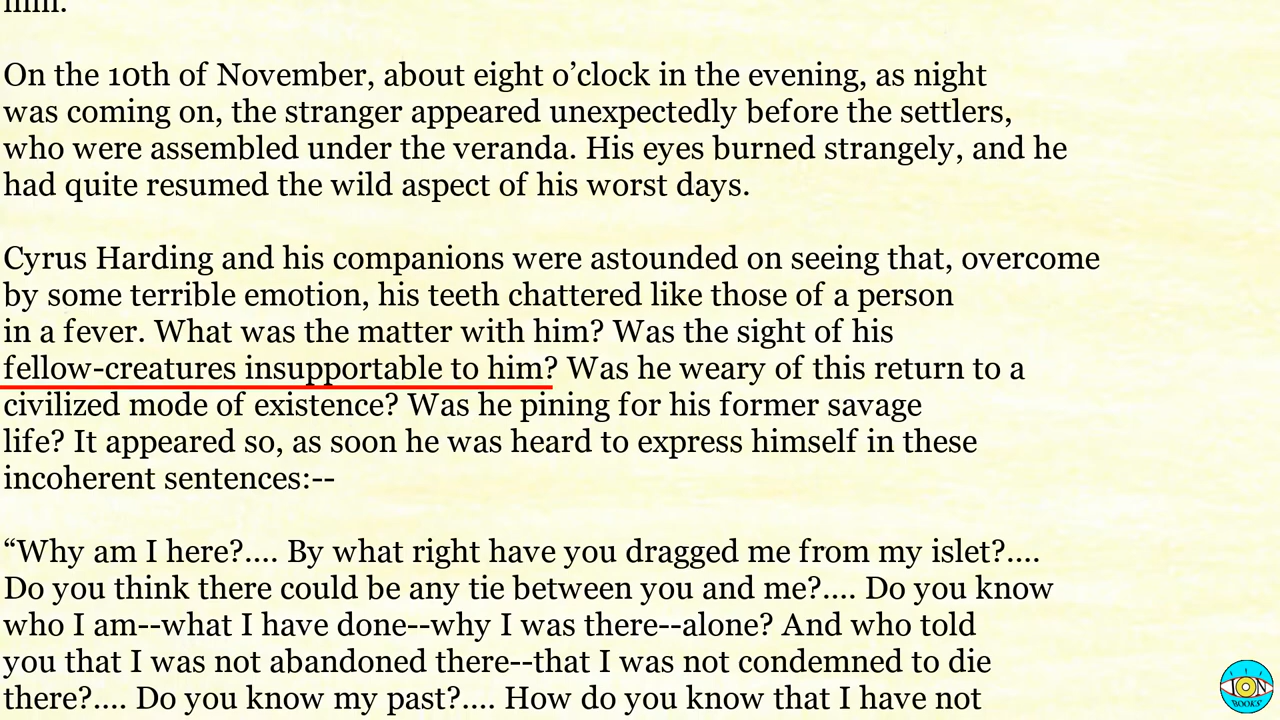 him.
On the 10th of November, about eight o’clock in the evening, as night
was coming on, the stranger appeared unexpectedly before the settlers,
who were assembled under the veranda. His eyes burned strangely, and he
had quite resumed the wild aspect of his worst days.
Cyrus Harding and his companions were astounded on seeing that, overcome
by some terrible emotion, his teeth chattered like those of a person
in a fever. What was the matter with him? Was the sight of his
fellow-creatures insupportable to him? Was he weary of this return to a
civilized mode of existence? Was he pining for his former savage
life? It appeared so, as soon he was heard to express himself in these
incoherent sentences:--
“Why am I here?.... By what right have you dragged me from my islet?....
Do you think there could be any tie between you and me?.... Do you know
who I am--what I have done--why I was there--alone? And who told
you that I was not abandoned there--that I was not condemned to die
there?.... Do you know my past?.... How do you know that I have not
ION
BOOKS